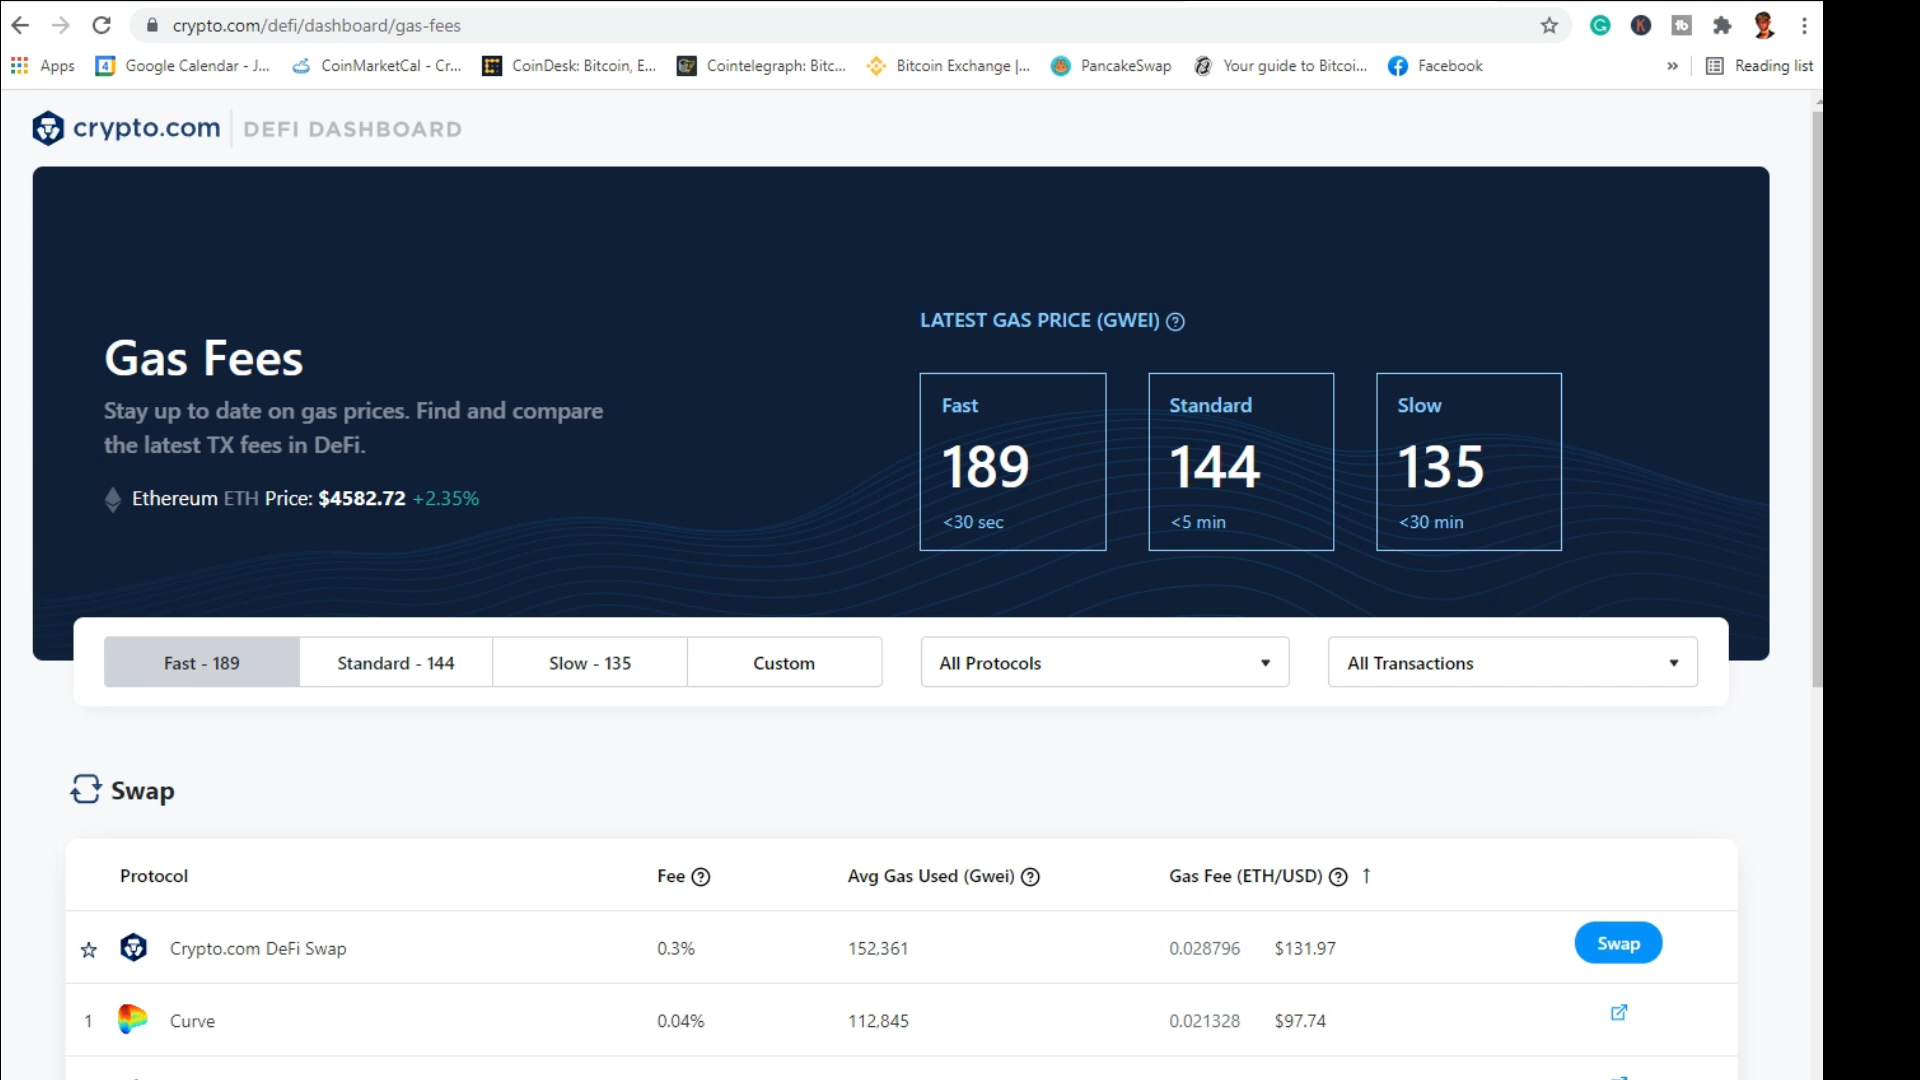 crypto.com/defi/dashboard/gas-fees
Apps
Google Calendar - J...
CoinMarketCal - Cr...
CoinDesk: Bitcoin, E...
Cointelegraph: Bitc...
Bitcoin Exchange |...
PancakeSwap
Your guide to Bitcoi...
Facebook
»
Reading list
crypto.com
DEFI DASHBOARD
LATEST GAS PRICE (GWEI)
Gas Fees
Stay up to date on gas prices. Find and compare
the latest TX fees in DeFi.
Ethereum ETH Price: $4582.72 +2.35%
Fast
189
<30 sec
Standard
144
<5 min
Slow
135
<30 min
Fast - 189
Standard - 144
Slow - 135
Custom
All Protocols
All Transactions
Swap
Protocol
Fee
Avg Gas Used (Gwei)
Gas Fee (ETH/USD) ↑
Crypto.com DeFi Swap
0.3%
152,361
0.028796
$131.97
Swap
1
Curve
0.04%
112,845
0.021328
$97.74